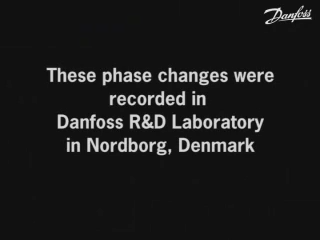 Danfoss
These phase changes were
recorded in
Danfoss R&D Laboratory
in Nordborg, Denmark